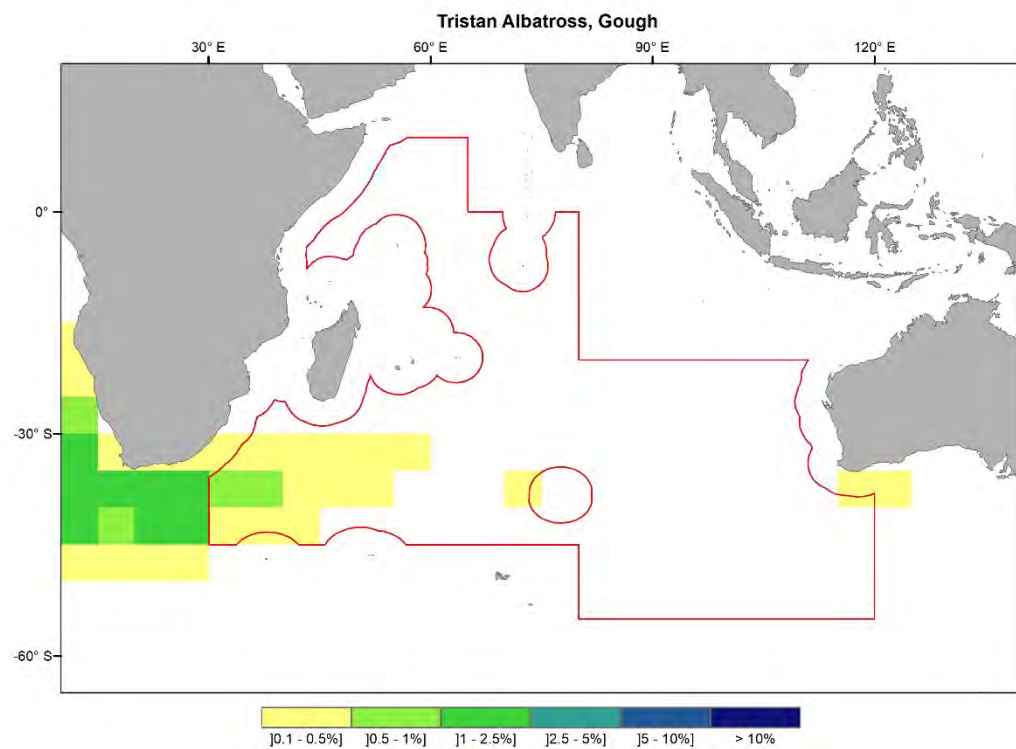 Tristan Albatross, Gough
30° E 60° E 90° E 120° E
0°
-30° S
-60° S
]0.1 - 0.5%] ]0.5 - 1%] ]1 - 2.5%] ]2.5 - 5%] ]5 - 10%] > 10%